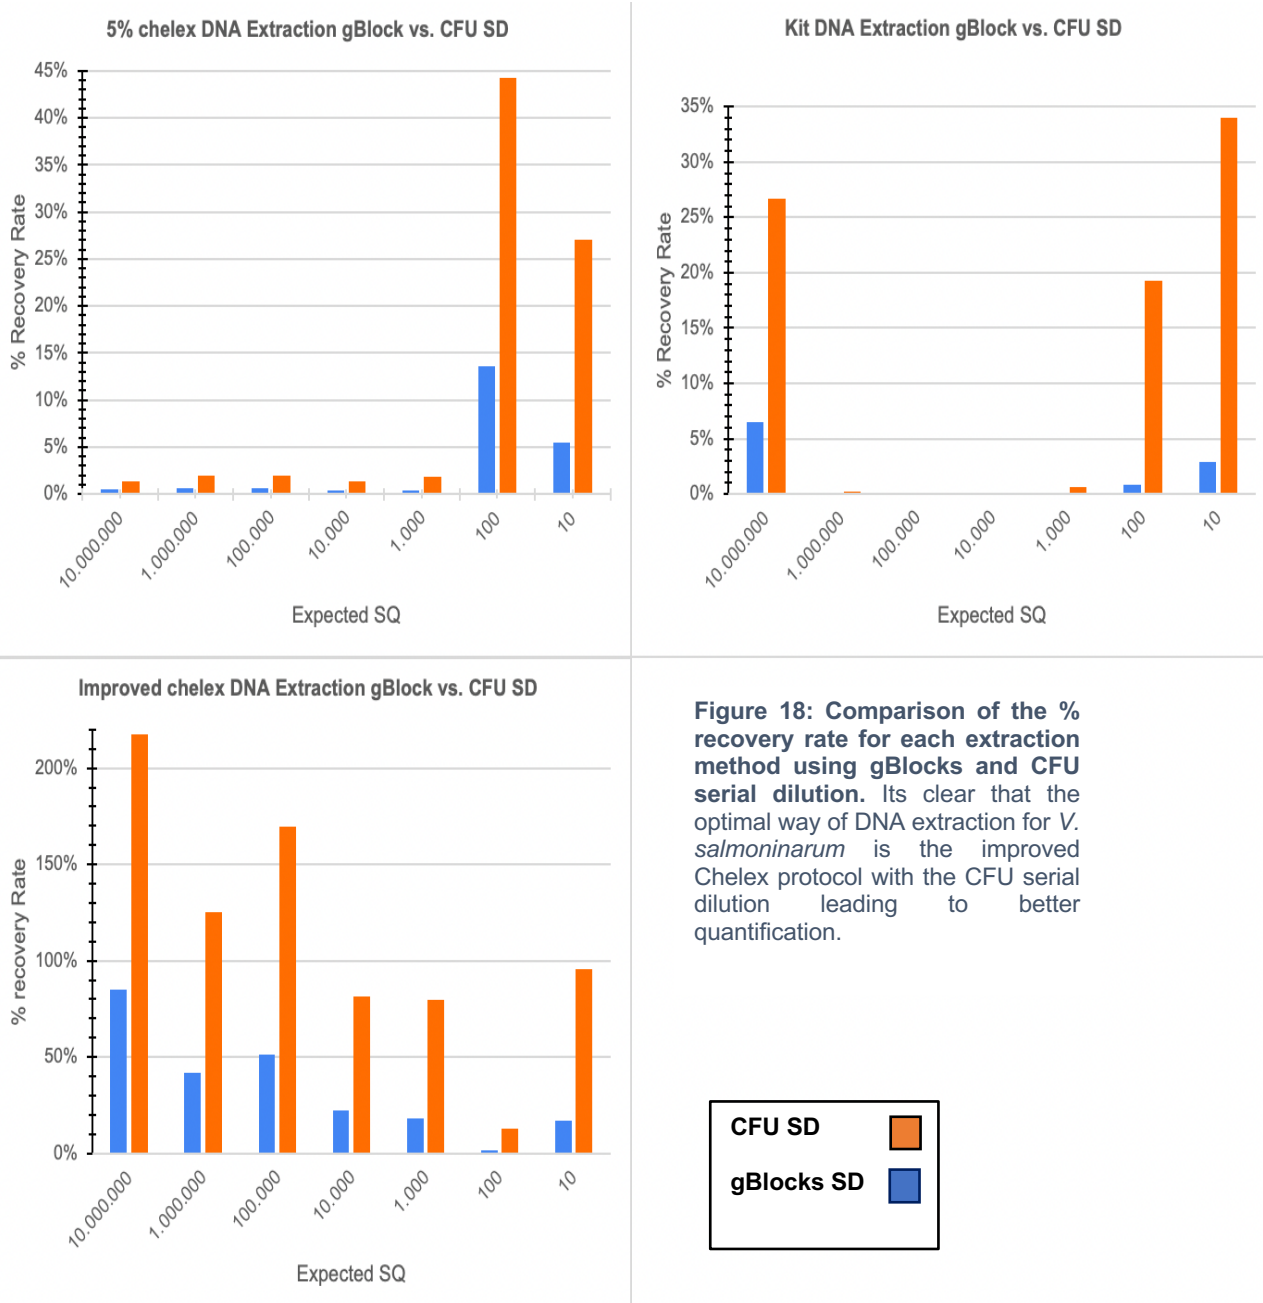 5% chelex DNA Extraction gBlock vs. CFU SD
45%
40%
35%
30%
25%
20%
15%
10%
5%
0%
% Recovery Rate
10.000.000
1.000.000
100.000
10.000
1.000
100
10
Expected SQ
Kit DNA Extraction gBlock vs. CFU SD
35%
30%
25%
20%
15%
10%
5%
0%
% Recovery Rate
10.000.000
1.000.000
100.000
10.000
1.000
100
10
Expected SQ
Improved chelex DNA Extraction gBlock vs. CFU SD
200%
150%
100%
50%
0%
% recovery Rate
10.000.000
1.000.000
100.000
10.000
1.000
100
10
Expected SQ
Figure 18: Comparison of the %
recovery rate for each extraction
method using gBlocks and CFU
serial dilution. Its clear that the
optimal way of DNA extraction for V.
salmoninarum is the improved
Chelex protocol with the CFU serial
dilution leading to better
quantification.
CFU SD
gBlocks SD